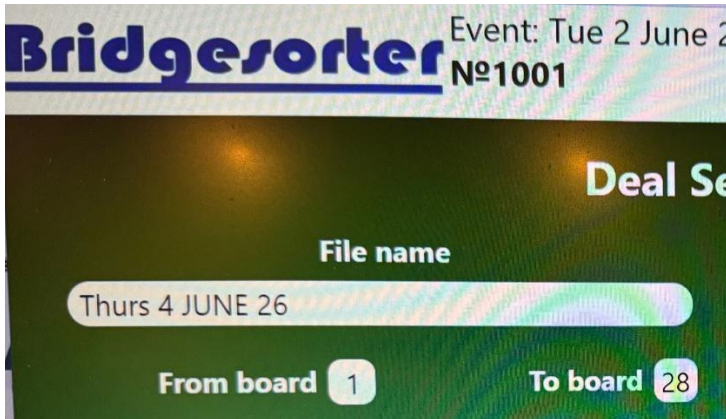 Bridgesorter
Event: Tue 2 June
Nº1001
Deal
File name
Thurs 4 JUNE 26
From board 1
To board 28